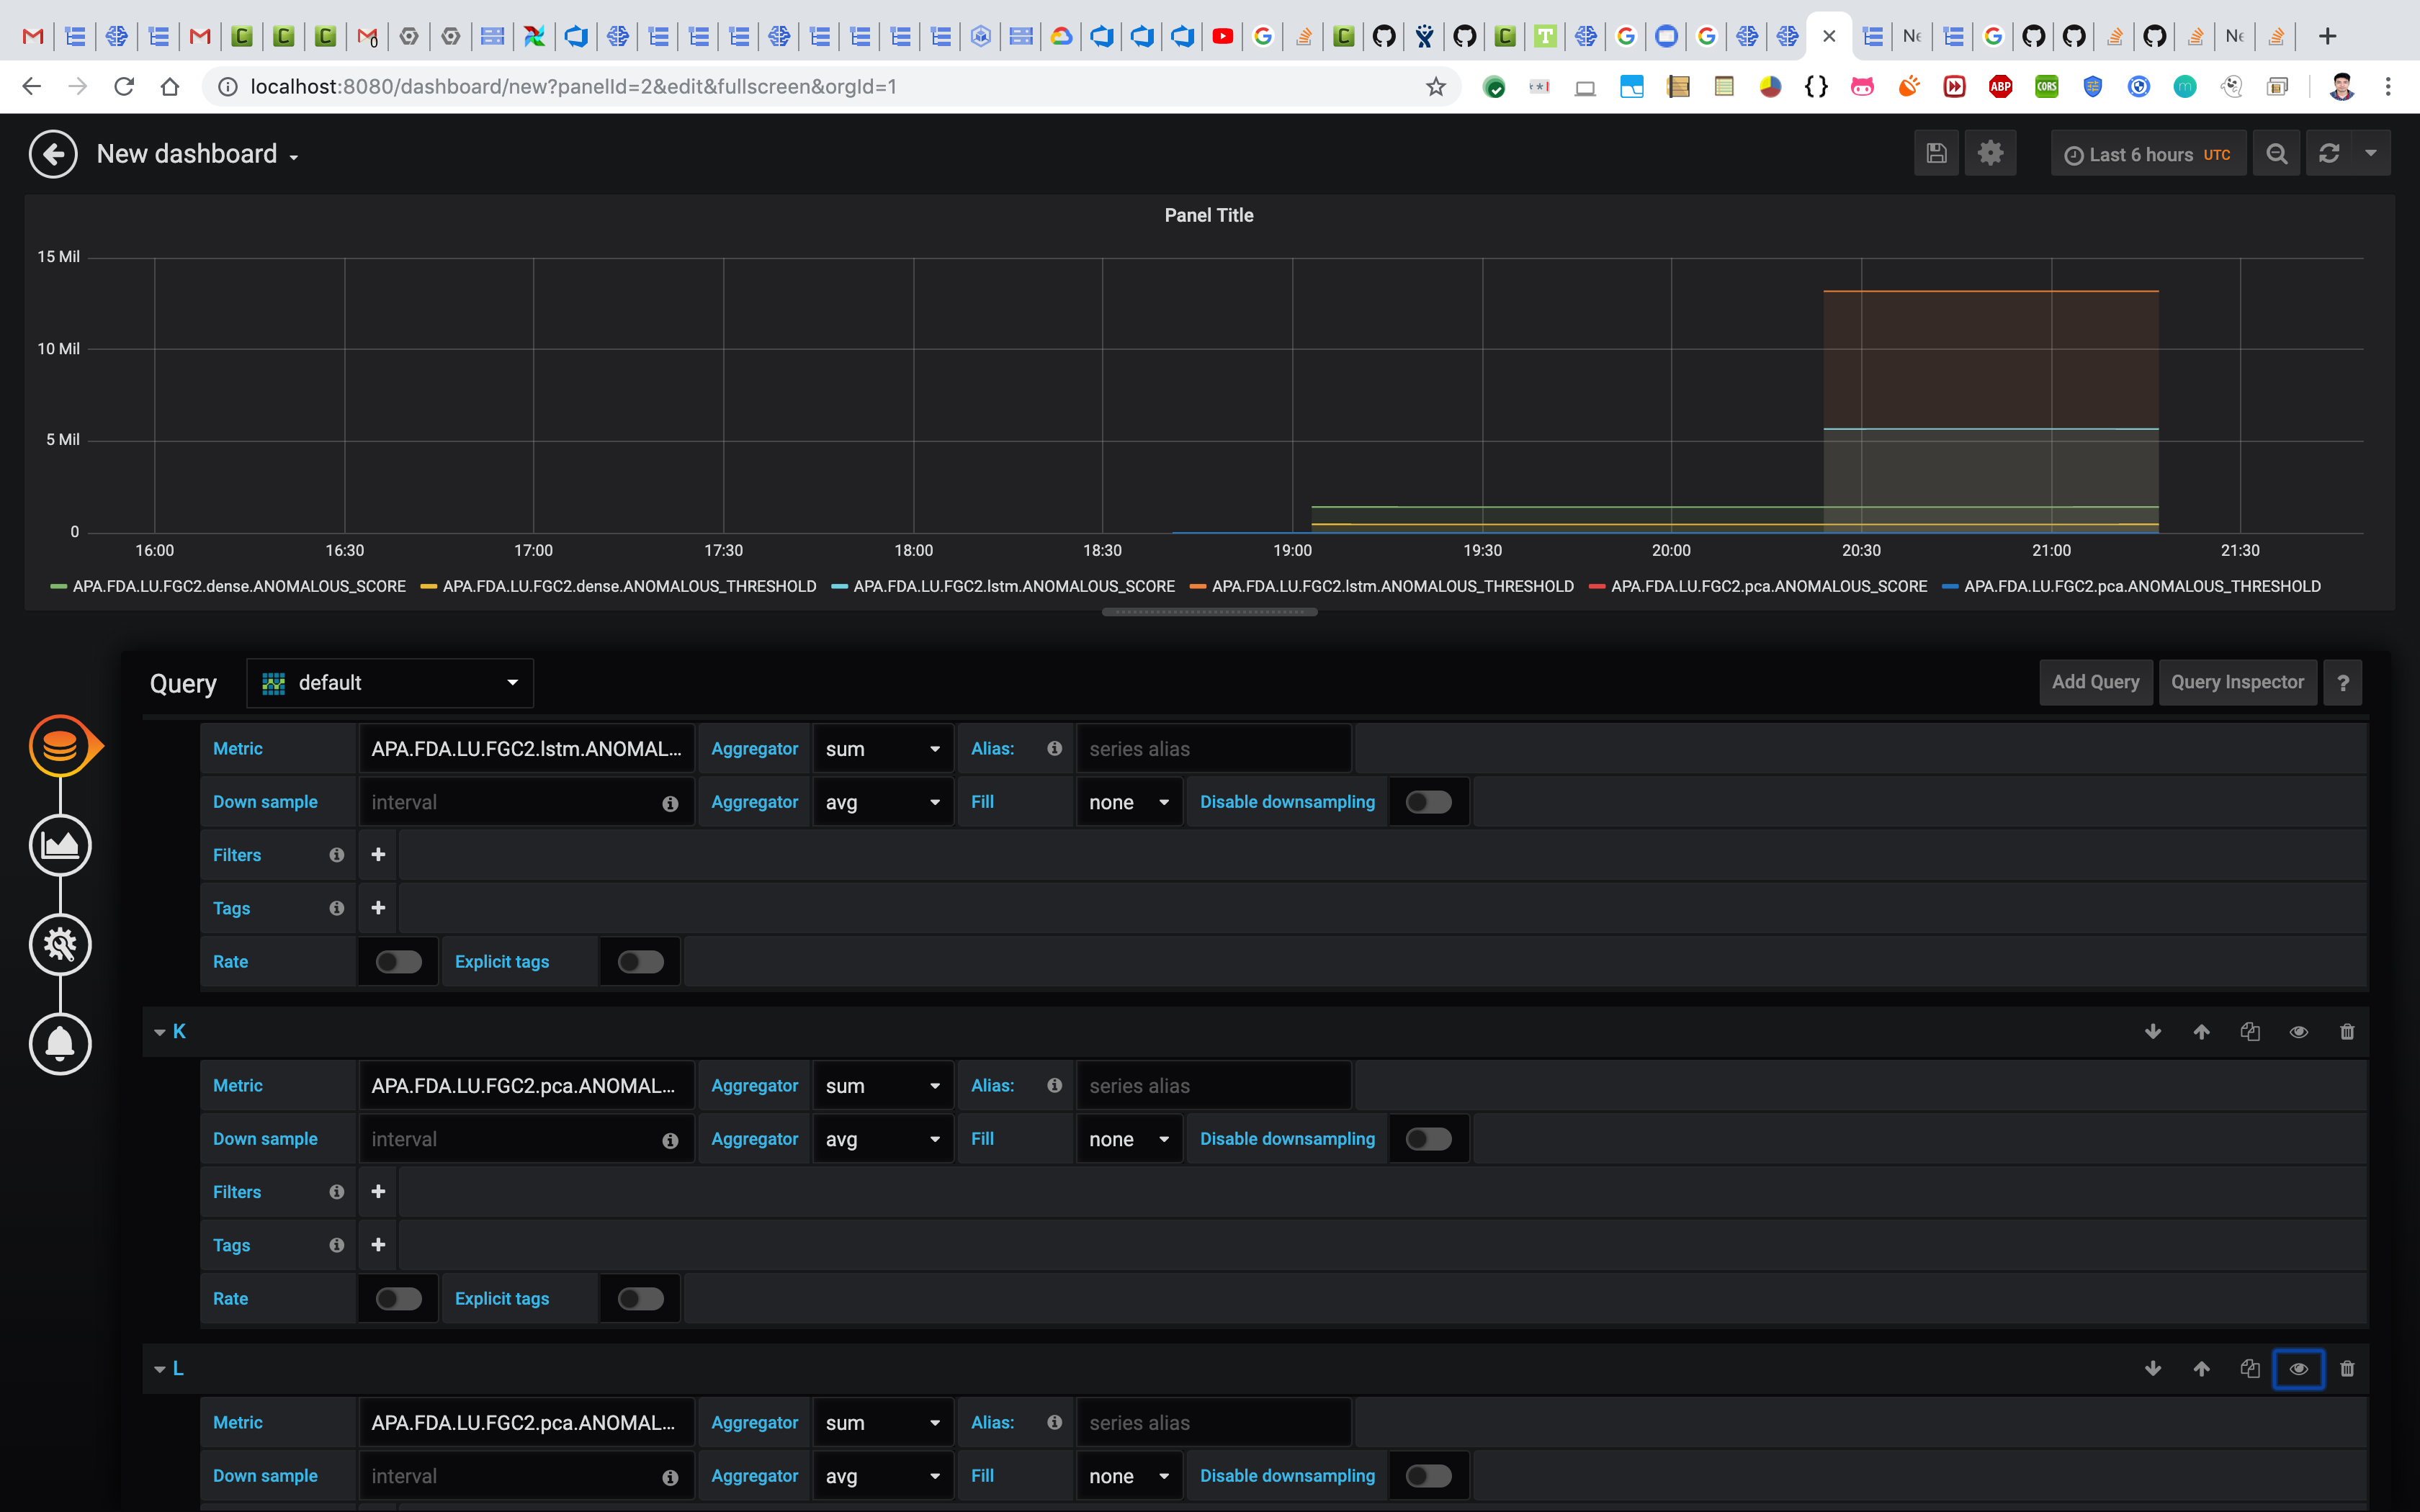 Ne
Ne
localhost:8080/dashboard/new?panelId=2&edit&fullscreen&orgId=1
ABP
CORS
New dashboard
Last 6 hours UTC
Panel Title
15 Mil
10 Mil
5 Mil
0
16:00 16:30 17:00 17:30 18:00 18:30 19:00 19:30 20:00 20:30 21:00 21:30
APA.FDA.LU.FGC2.dense.ANOMALOUS_SCORE APA.FDA.LU.FGC2.dense.ANOMALOUS_THRESHOLD APA.FDA.LU.FGC2.lstm.ANOMALOUS_SCORE APA.FDA.LU.FGC2.lstm.ANOMALOUS_THRESHOLD APA.FDA.LU.FGC2.pca.ANOMALOUS_SCORE APA.FDA.LU.FGC2.pca.ANOMALOUS_THRESHOLD
Query default Add Query Query Inspector ?
Metric APA.FDA.LU.FGC2.lstm.ANOMAL... Aggregator sum Alias: series alias
Down sample interval Aggregator avg Fill none Disable downsampling
Filters
Tags
Rate Explicit tags
K
Metric APA.FDA.LU.FGC2.pca.ANOMAL... Aggregator sum Alias: series alias
Down sample interval Aggregator avg Fill none Disable downsampling
Filters
Tags
Rate Explicit tags
L
Metric APA.FDA.LU.FGC2.pca.ANOMAL... Aggregator sum Alias: series alias
Down sample interval Aggregator avg Fill none Disable downsampling